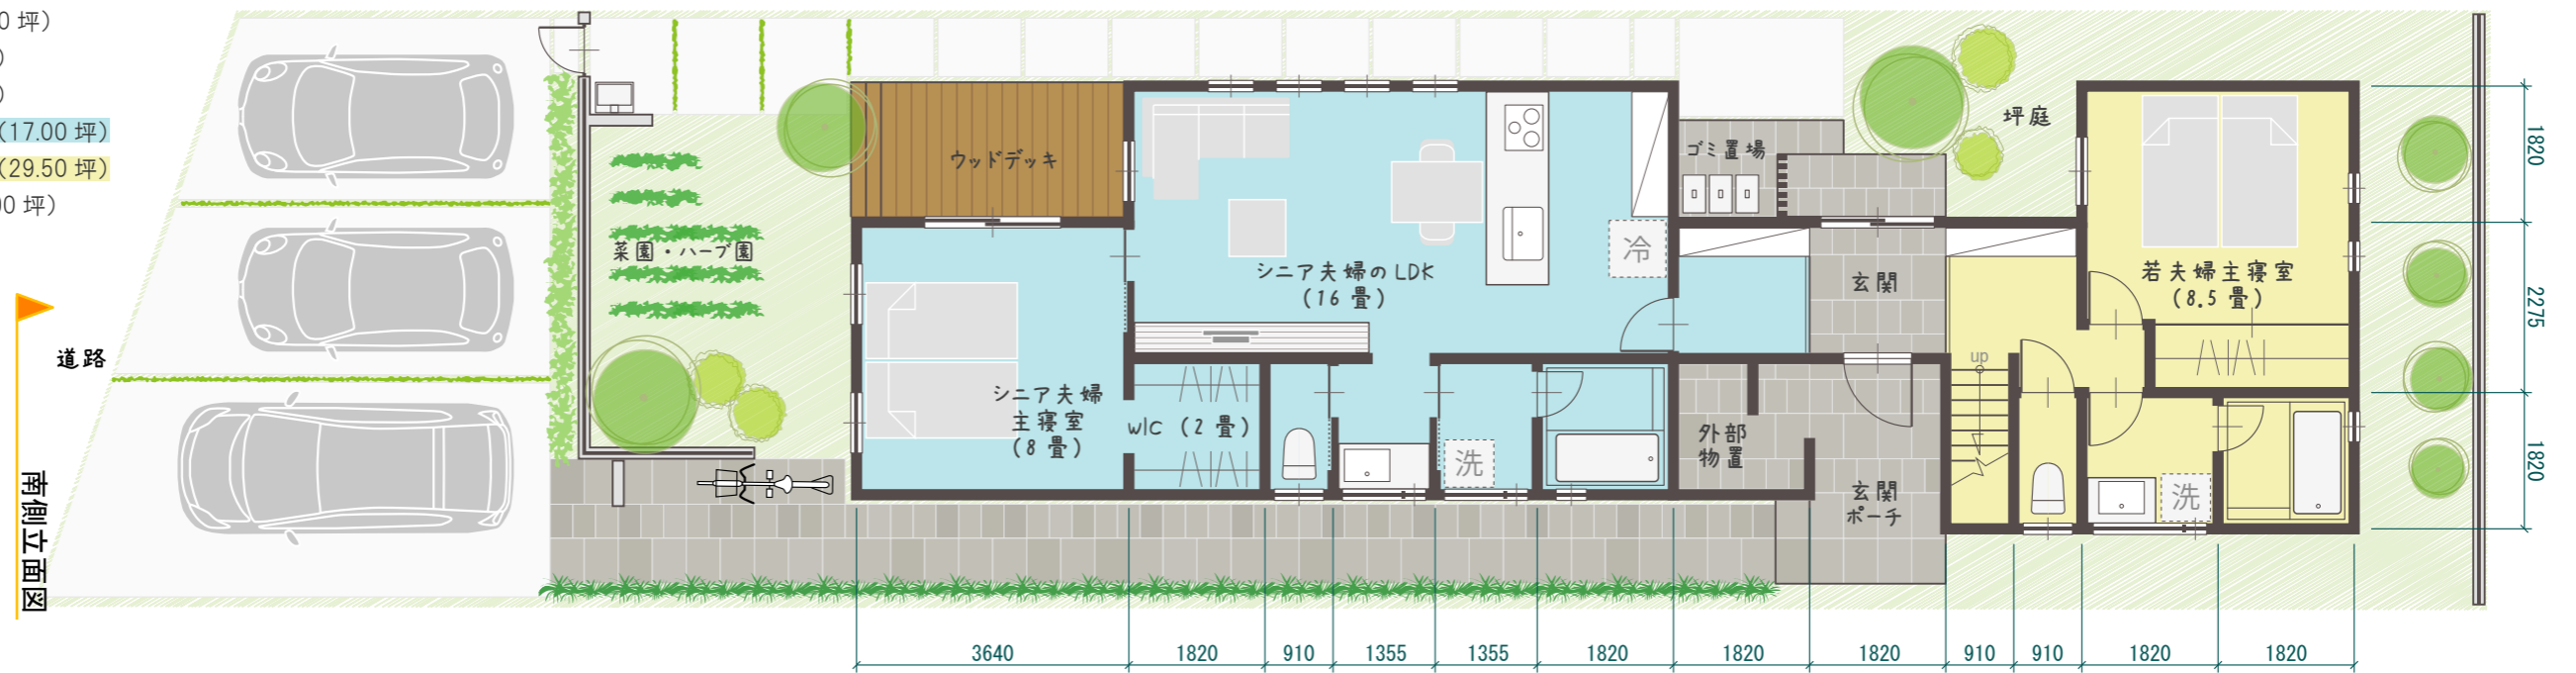 0 坪）
）
）
（17.00 坪）
（29.50 坪）
00 坪）
道路
南側立面図
菜園・ハーブ園
ウッドデッキ
シニア夫婦
主寝室
（8 畳）
wic（2 畳）
シニア夫婦の LDK
（16 畳）
冷
洗
ゴミ置場
玄関
外部
物置
玄関
ポーチ
坪庭
up
若夫婦主寝室
（8.5 畳）
洗
1820
2275
1820
3640
1820
910
1355
1355
1820
1820
1820
910
910
1820
1820